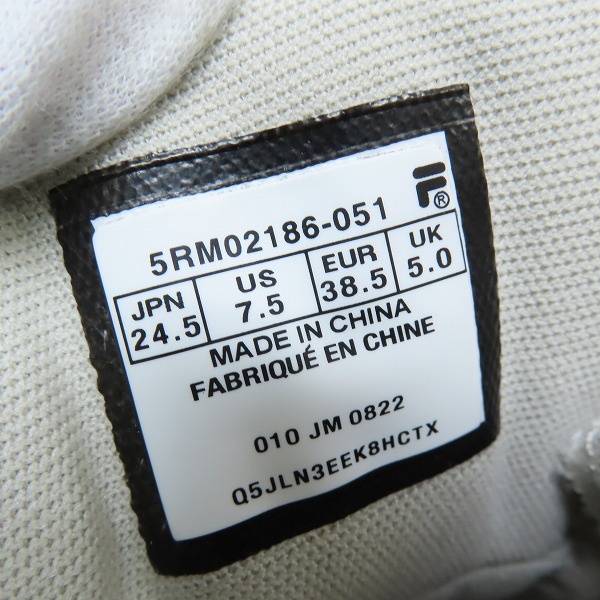 F®
5RM02186-051
JPN US EUR UK
24.5 7.5 38.5 5.0
MADE IN CHINA
FABRIQUÉ EN CHINE
010 JM 0822
Q5JLN3EEK8HCTX